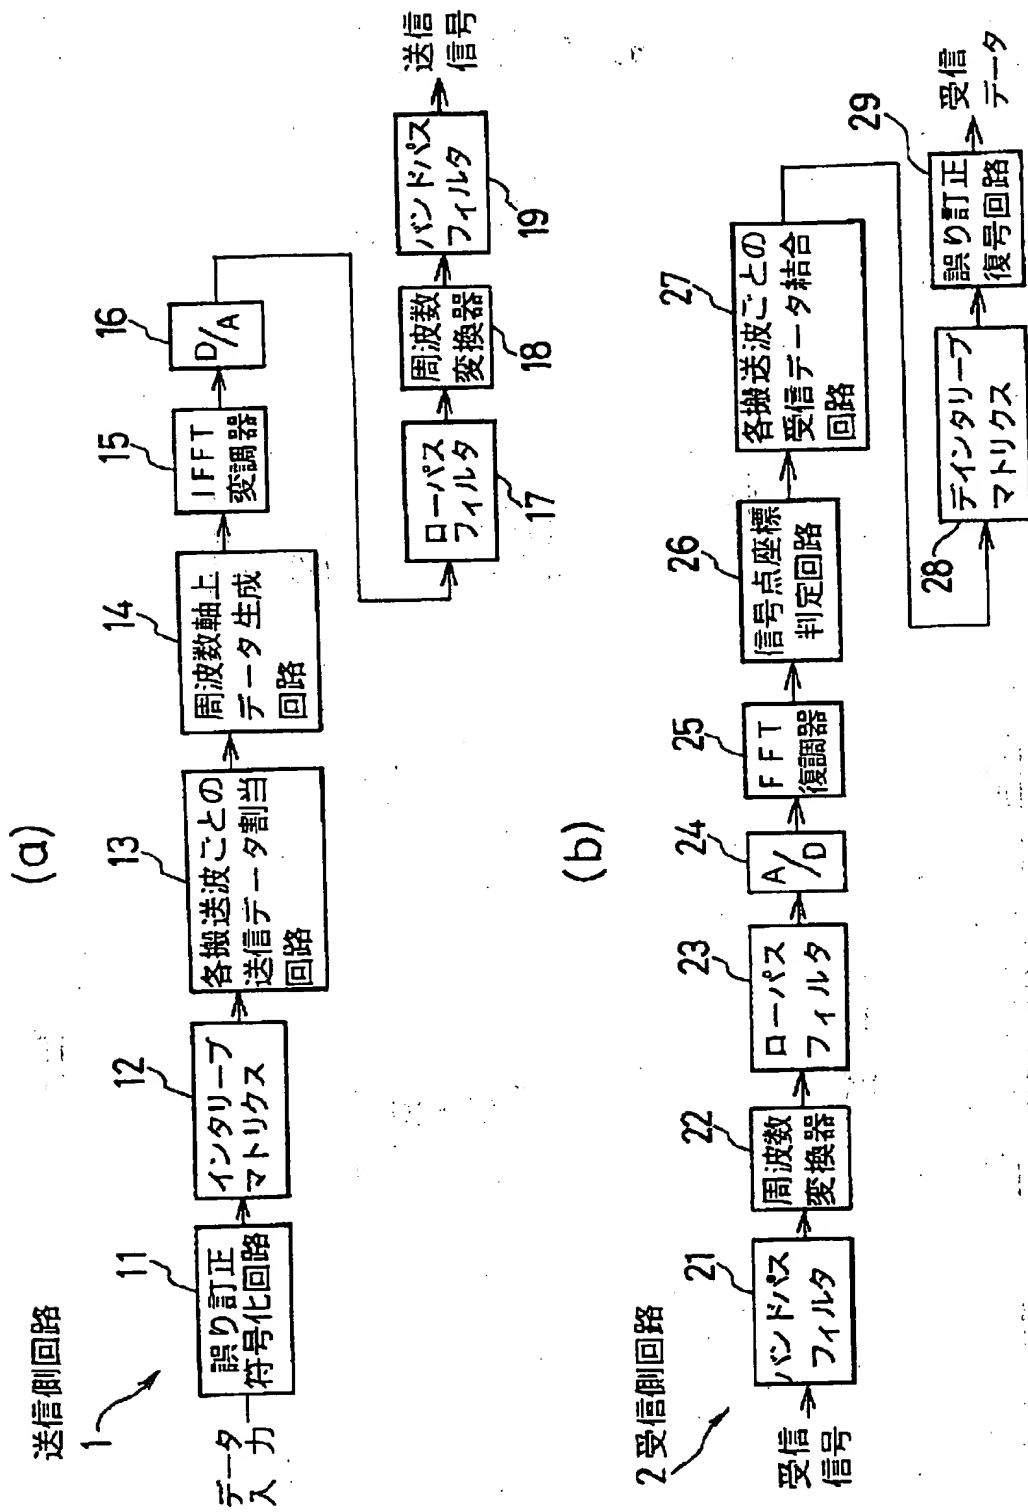 (a)
送信側回路
1
データ
入力
11
誤り訂正
符号化回路
12
インタリーブ
マトリクス
13
各搬送波ごとの
送信データ割当
回路
14
周波数軸上
データ生成
回路
15
IFFT
変調器
16
D/A
17
ローパス
フィルタ
18
周波数
変換器
19
バンドパス
フィルタ
送信
信号
(b)
2 受信側回路
受信
信号
21
バンドパス
フィルタ
22
周波数
変換器
23
ローパス
フィルタ
24
A/D
25
FFT
復調器
26
信号点座標
判定回路
27
各搬送波ごとの
受信データ結合
回路
28
デインタリーブ
マトリクス
29
誤り訂正
復号回路
受信
データ